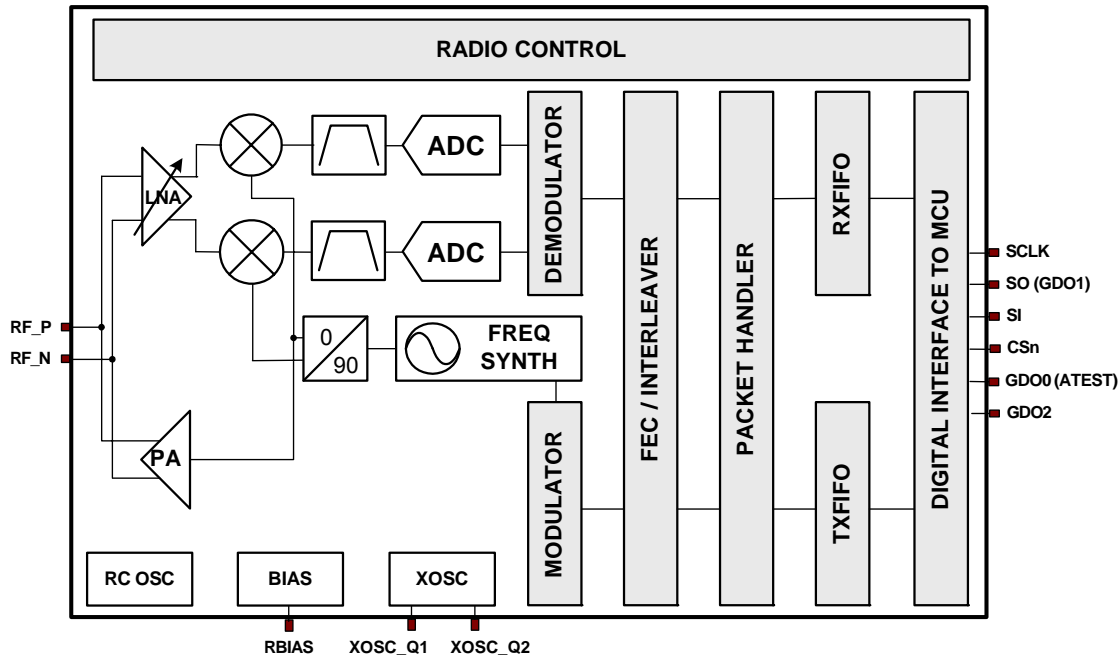 RADIO CONTROL
LNA
ADC
ADC
DEMODULATOR
FEC / INTERLEAVER
PACKET HANDLER
RXFIFO
DIGITAL INTERFACE TO MCU
SCLK
SO (GDO1)
SI
CSn
GDO0 (ATEST)
GDO2
RF_P
RF_N
0
90
FREQ
SYNTH
PA
MODULATOR
TXFIFO
RC OSC
BIAS
XOSC
RBIAS
XOSC_Q1
XOSC_Q2